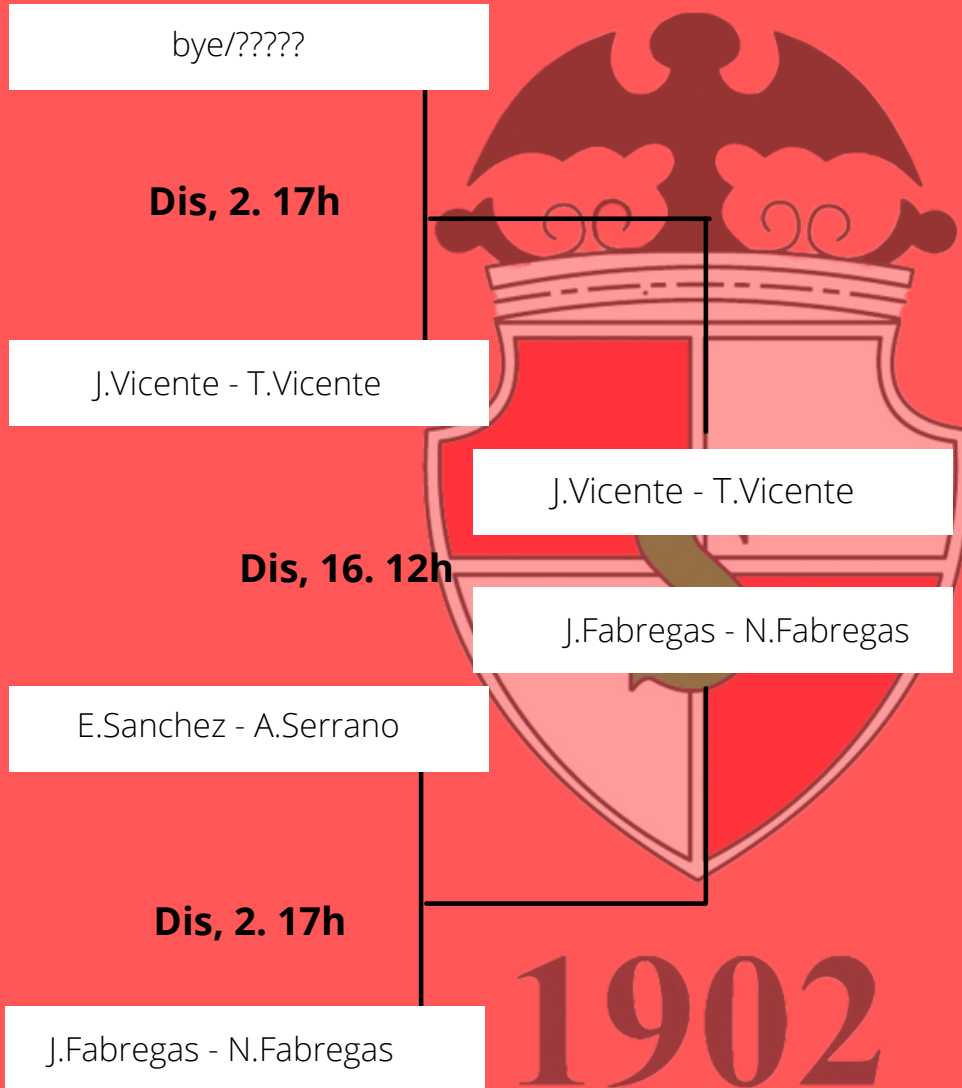 bye/?????
Dis, 2. 17h
J.Vicente - T.Vicente
J.Vicente - T.Vicente
Dis, 16. 12h
J.Fabregas - N.Fabregas
E.Sanchez - A.Serrano
Dis, 2. 17h
J.Fabregas - N.Fabregas
1902